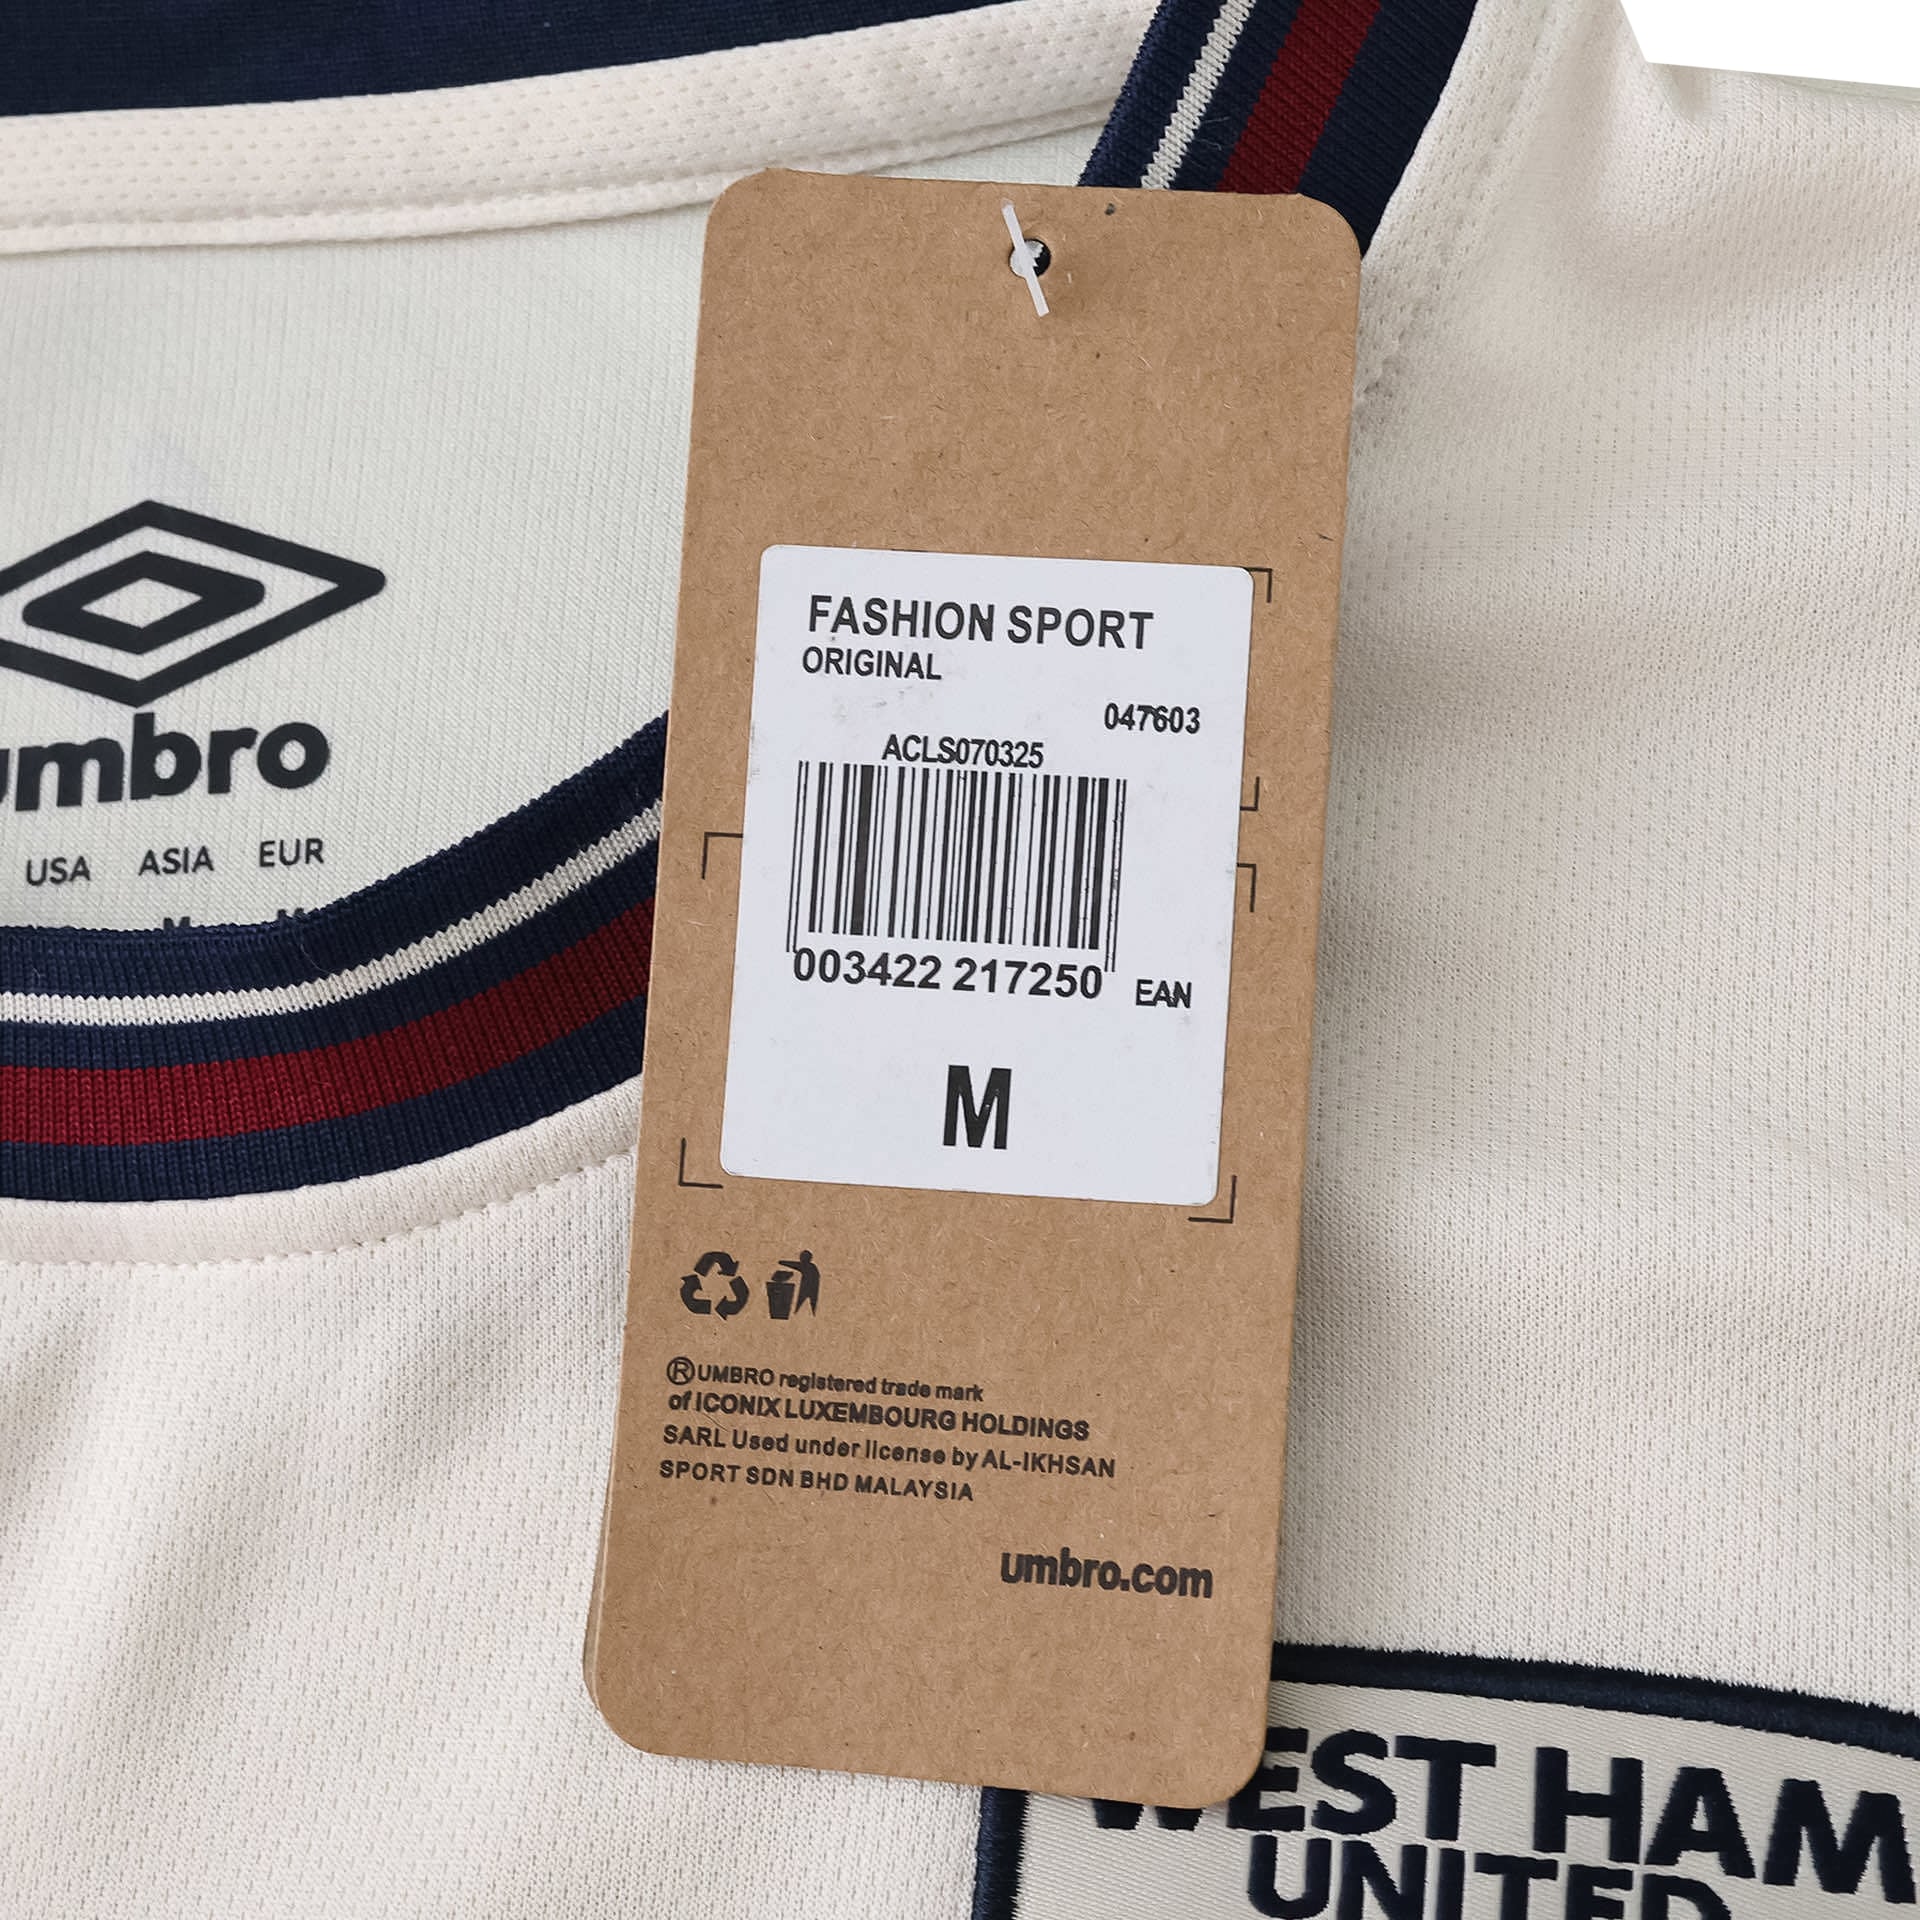 umbro
USA ASIA EUR
M M
FASHION SPORT
ORIGINAL
047603
ACLS070325
003422 217250 EAN
M
®UMBRO registered trade mark
of ICONIX LUXEMBOURG HOLDINGS
SARL Used under license by AL-IKHSAN
SPORT SDN BHD MALAYSIA
umbro.com
WEST HAM
UNITED